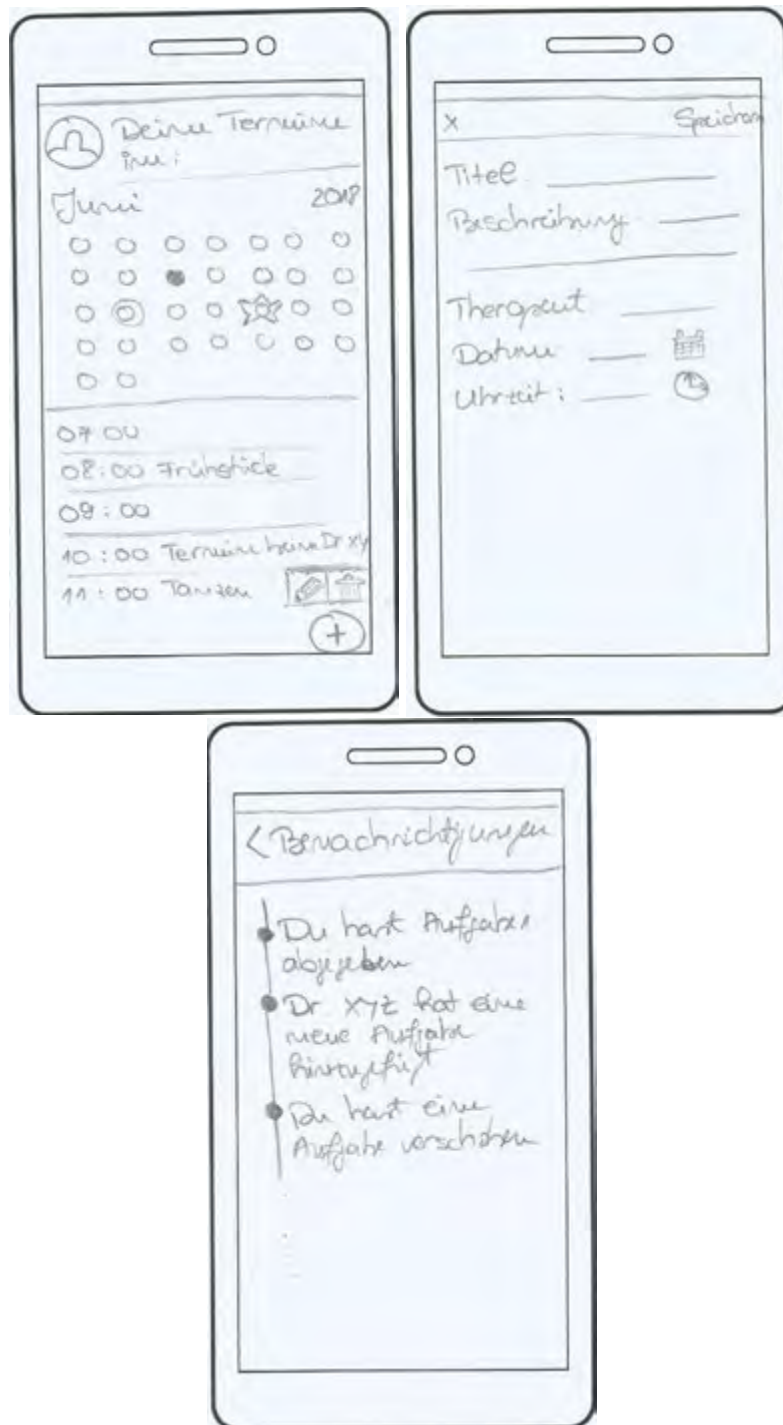 Deine Termine
im:
Juni 2018
07 00
08:00 Frühstück
09:00
10:00 Termine beim Dr xy
11:00 Tanzen
+
X Speichern
Titel
Beschreibung
Therapeut
Datum
Uhrzeit:
< Benachrichtigungen
Du hast Aufgaben
abgegeben
Dr xyz hat eine
neue Aufgabe
hinzugefügt
Du hast eine
Aufgabe verschoben